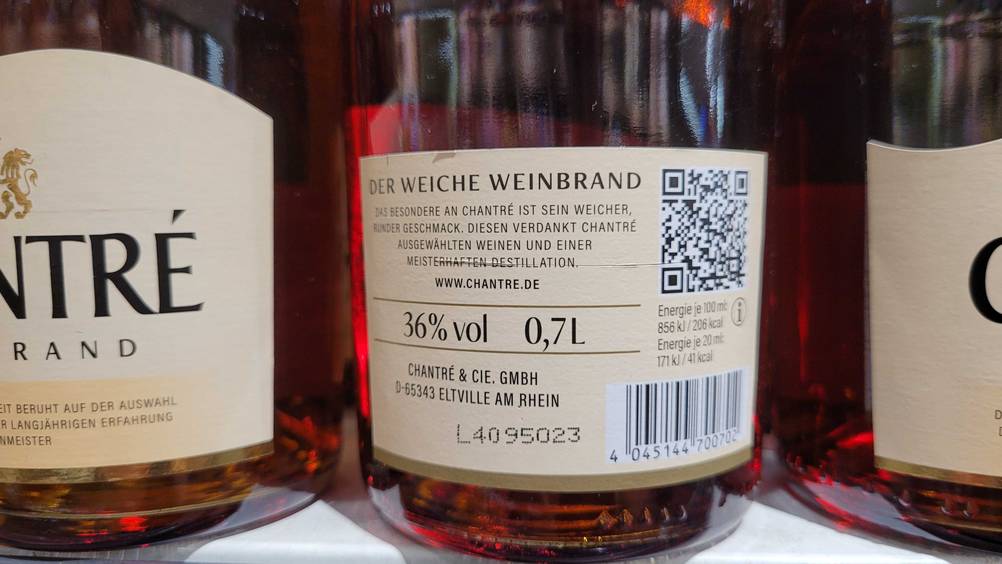 NTRÉ
RAND
EIT BERUHT AUF DER AUSWAHL
ER LANGJÄHRIGEN ERFAHRUNG
NMEISTER
DER WEICHE WEINBRAND
DAS BESONDERE AN CHANTRÉ IST SEIN WEICHER,
RUNDER GESCHMACK. DIESEN VERDANKT CHANTRÉ
AUSGEWÄHLTEN WEINEN UND EINER
MEISTERHAFTEN DESTILLATION.
WWW.CHANTRE.DE
36% vol 0,7L
CHANTRÉ & CIE. GMBH
D-65343 ELTVILLE AM RHEIN
L4095023
Energie je 100 ml:
856 kJ / 206 kcal
Energie je 20 ml:
171 kJ / 41 kcal
i
4 045144 700702
C
D
D